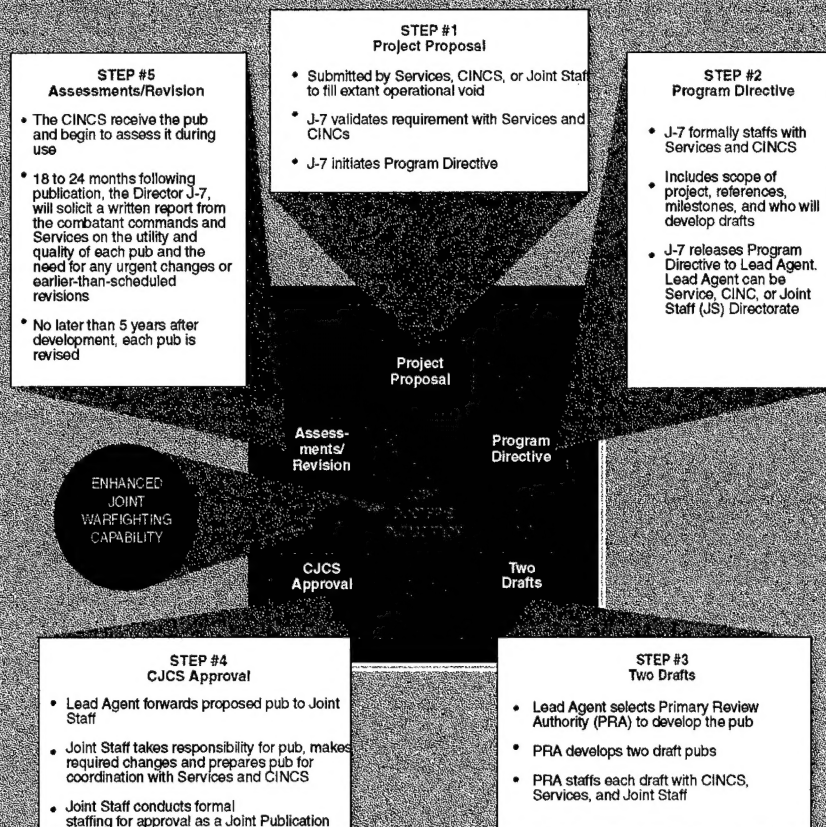 STEP #1
Project Proposal
• Submitted by Services, CINCS, or Joint Staf
to fill extant operational void
• J-7 validates requirement with Services and
CINCs
• J-7 initiates Program Directive
STEP #5
Assessments/Revision
• The CINCS receive the pub
and begin to assess it during
use
• 18 to 24 months following
publication, the Director J-7,
will solicit a written report from
the combatant commands and
Services on the utility and
quality of each pub and the
need for any urgent changes or
earlier-than-scheduled
revisions
• No later than 5 years after
development, each pub is
revised
STEP #2
Program Directive
• J-7 formally staffs with
Services and CINCS
• Includes scope of
project, references,
milestones, and who will
develop drafts
• J-7 releases Program
Directive to Lead Agent.
Lead Agent can be
Service, CINC, or Joint
Staff (JS) Directorate
Project
Proposal
Assess-
ments/
Revision
Program
Directive
ENHANCED
JOINT
WARFIGHTING
CAPABILITY
CJCS
Approval
Two
Drafts
STEP #4
CJCS Approval
• Lead Agent forwards proposed pub to Joint
Staff
• Joint Staff takes responsibility for pub, makes
required changes and prepares pub for
coordination with Services and CINCS
• Joint Staff conducts formal
staffing for approval as a Joint Publication
STEP #3
Two Drafts
• Lead Agent selects Primary Review
Authority (PRA) to develop the pub
• PRA develops two draft pubs
• PRA staffs each draft with CINCS,
Services, and Joint Staff